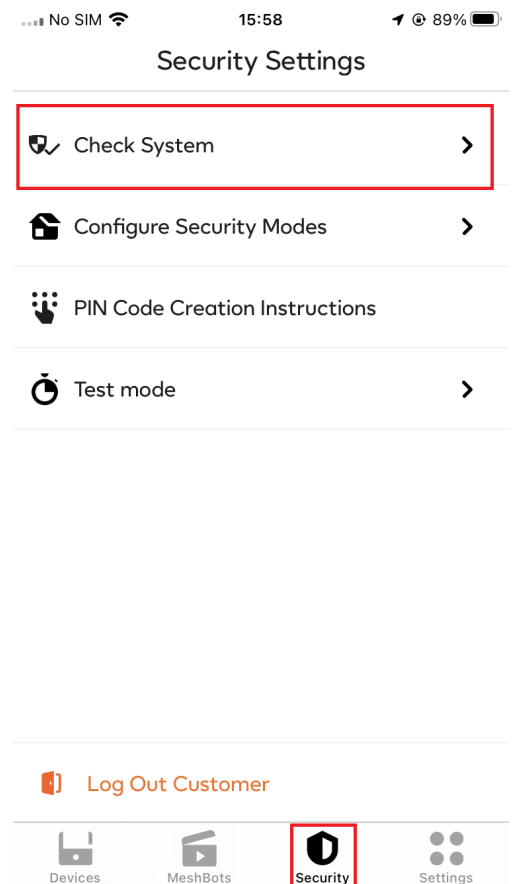 No SIM 15:58 89%
Security Settings
Check System
Configure Security Modes
PIN Code Creation Instructions
Test mode
Log Out Customer
Devices MeshBots Security Settings